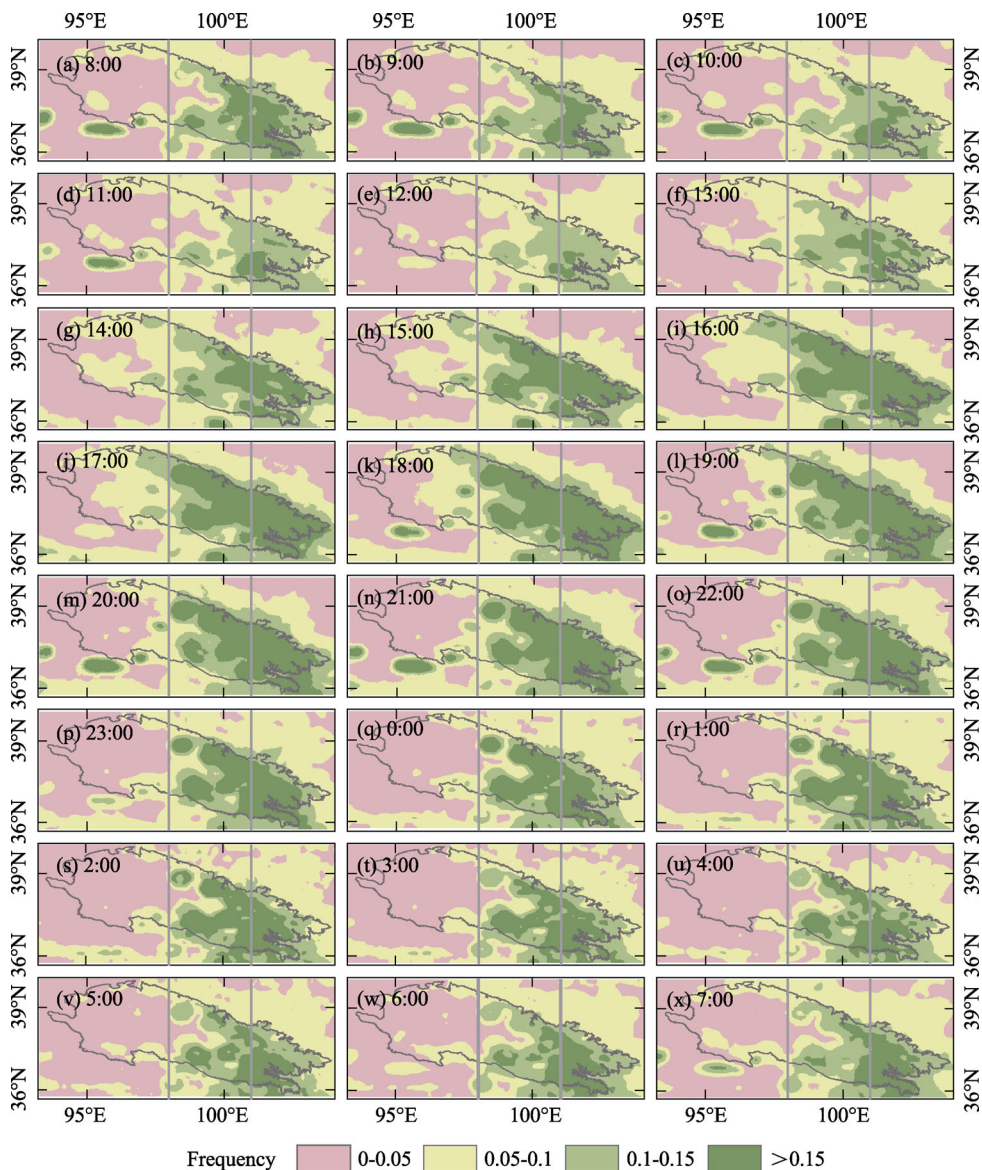 95°E 100°E 95°E 100°E 95°E 100°E
39°N (a) 8:00 (b) 9:00 (c) 10:00 39°N
36°N 36°N
39°N (d) 11:00 (e) 12:00 (f) 13:00 39°N
36°N 36°N
39°N (g) 14:00 (h) 15:00 (i) 16:00 39°N
36°N 36°N
39°N (j) 17:00 (k) 18:00 (l) 19:00 39°N
36°N 36°N
39°N (m) 20:00 (n) 21:00 (o) 22:00 39°N
36°N 36°N
39°N (p) 23:00 (q) 0:00 (r) 1:00 39°N
36°N 36°N
39°N (s) 2:00 (t) 3:00 (u) 4:00 39°N
36°N 36°N
39°N (v) 5:00 (w) 6:00 (x) 7:00 39°N
36°N 36°N
95°E 100°E 95°E 100°E 95°E 100°E
Frequency 0-0.05 0.05-0.1 0.1-0.15 >0.15